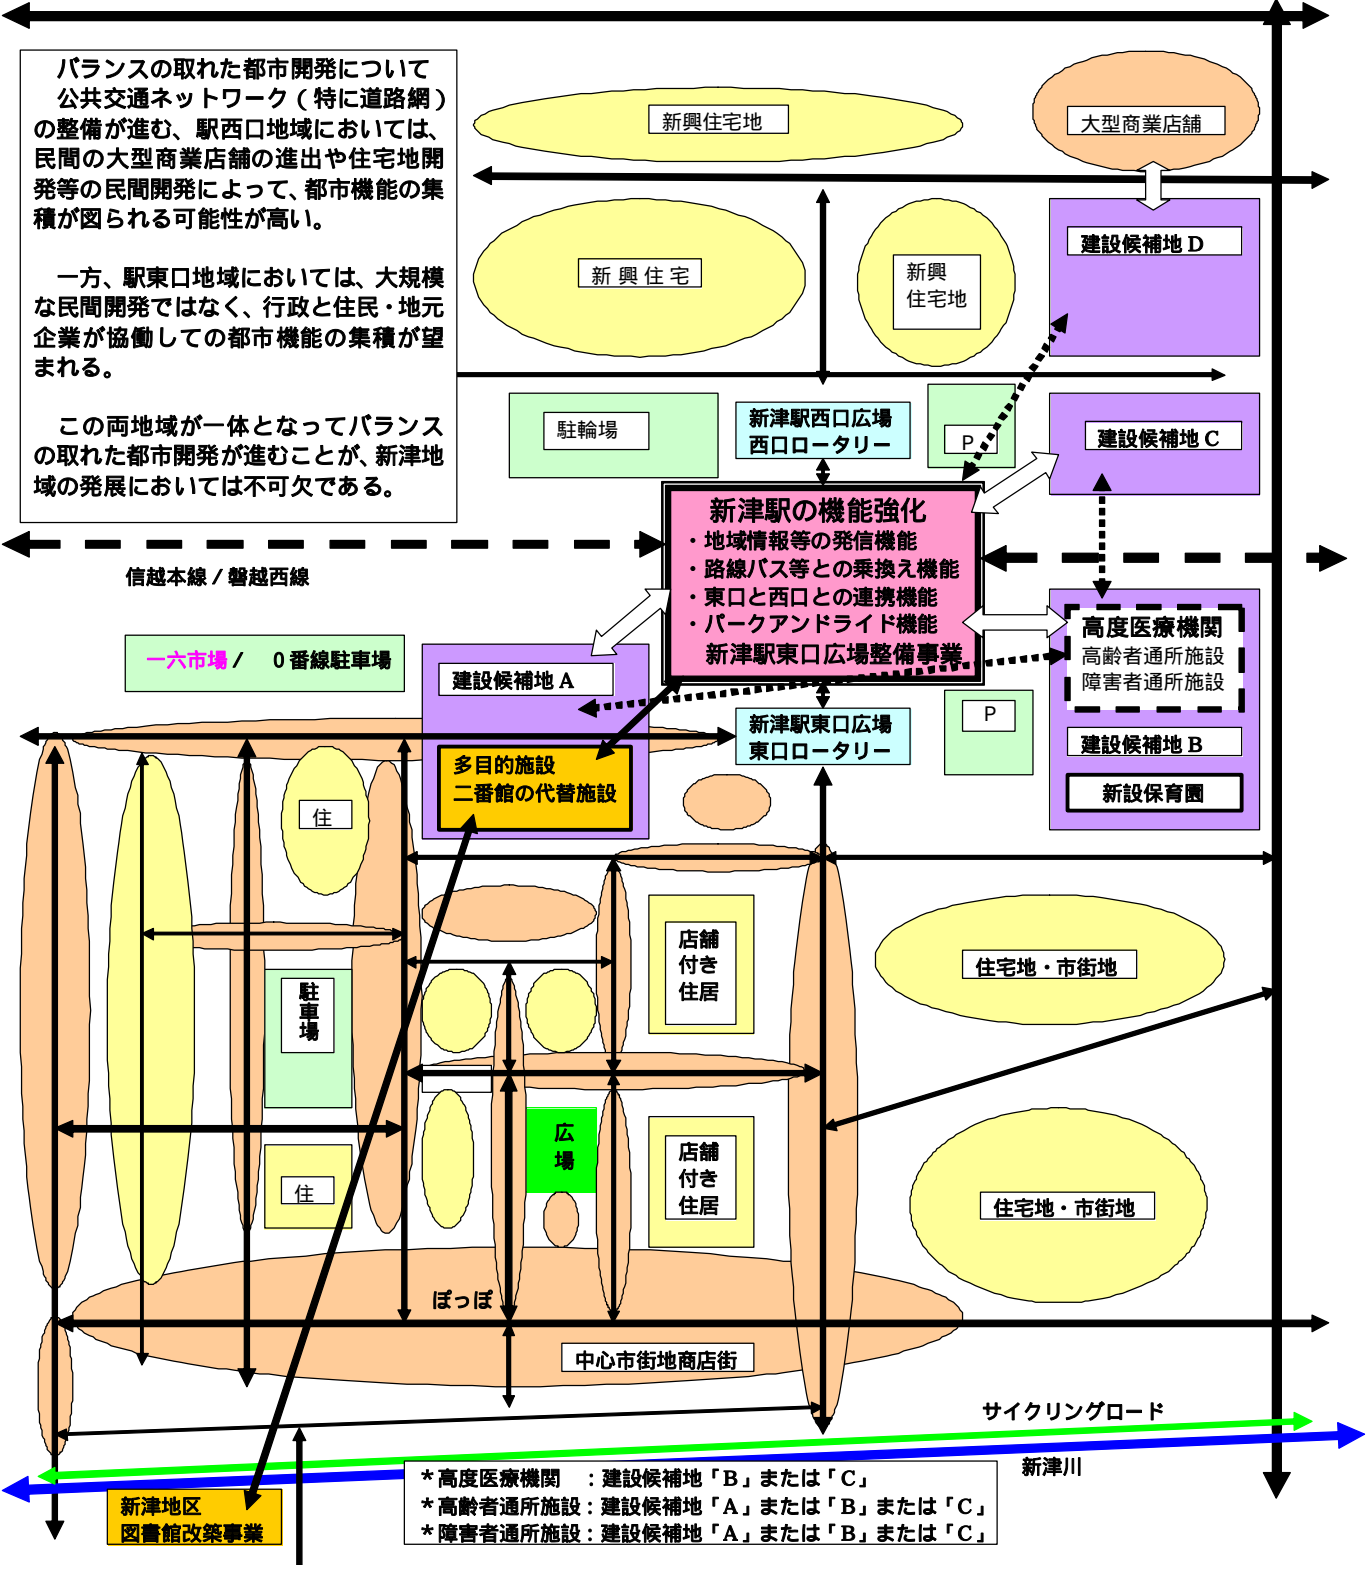 バランスの取れた都市開発について
公共交通ネットワーク(特に道路網)
の整備が進む、駅西口地域においては、
民間の大型商業店舗の進出や住宅地開
発等の民間開発によって、都市機能の集
積が図られる可能性が高い。
一方、駅東口地域においては、大規模
な民間開発ではなく、行政と住民・地元
企業が協働しての都市機能の集積が望
まれる。
この両地域が一体となってバランス
の取れた都市開発が進むことが、新津地
域の発展においては不可欠である。
新興住宅地
大型商業店舗
新興住宅
新興
住宅地
建設候補地 D
駐輪場
新津駅西口広場
西口ロータリー
P
建設候補地 C
新津駅の機能強化
・地域情報等の発信機能
・路線バス等との乗換え機能
・東口と西口との連携機能
・パークアンドライド機能
新津駅東口広場整備事業
信越本線/磐越西線
一六市場/ 0番線駐車場
建設候補地 A
高度医療機関
高齢者通所施設
障害者通所施設
建設候補地 B
新設保育園
新津駅東口広場
東口ロータリー
P
多目的施設
二番館の代替施設
住
店舗
付き
住居
住宅地・市街地
駐車場
広場
店舗
付き
住居
住
住宅地・市街地
ぽっぽ
中心市街地商店街
サイクリングロード
新津川
新津地区
図書館改築事業
*高度医療機関 :建設候補地「B」または「C」
*高齢者通所施設:建設候補地「A」または「B」または「C」
*障害者通所施設:建設候補地「A」または「B」または「C」